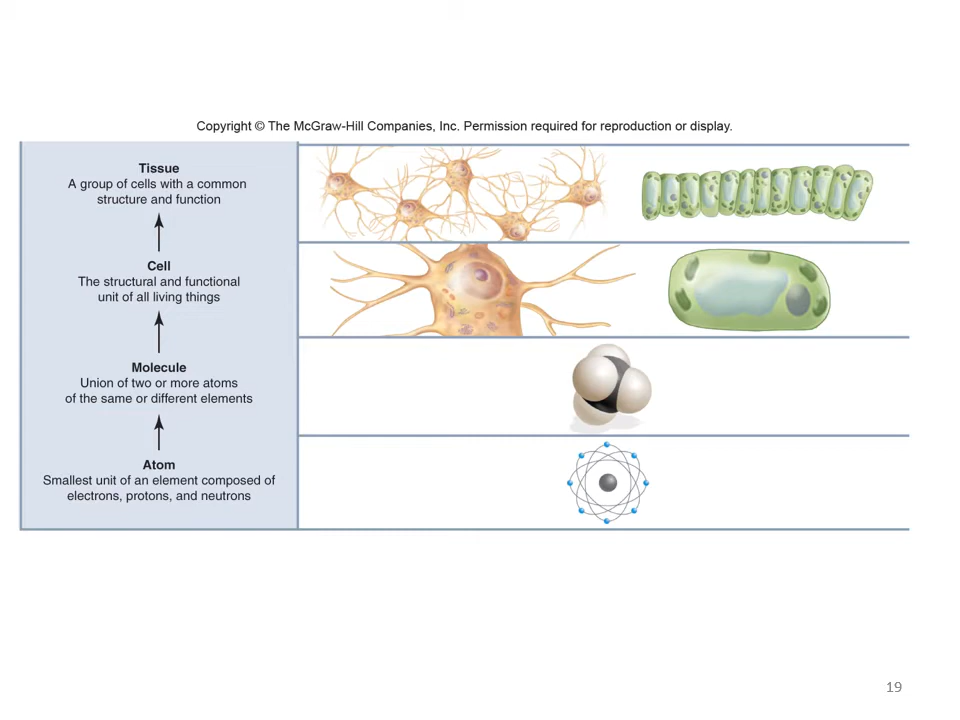 Copyright © The McGraw-Hill Companies, Inc. Permission required for reproduction or display.
Tissue
A group of cells with a common
structure and function
Cell
The structural and functional
unit of all living things
Molecule
Union of two or more atoms
of the same or different elements
Atom
Smallest unit of an element composed of
electrons, protons, and neutrons
19